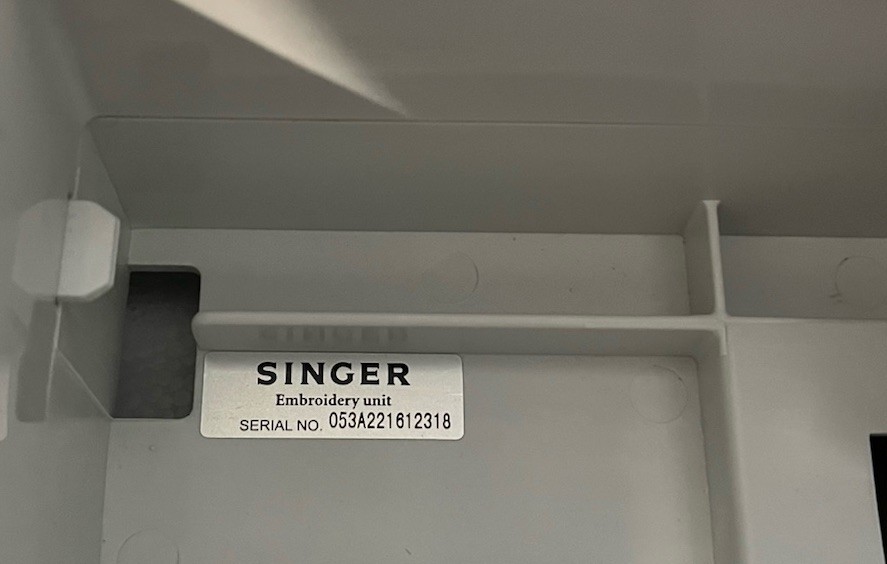 SINGER
Embroidery unit
SERIAL NO. 053A221612318